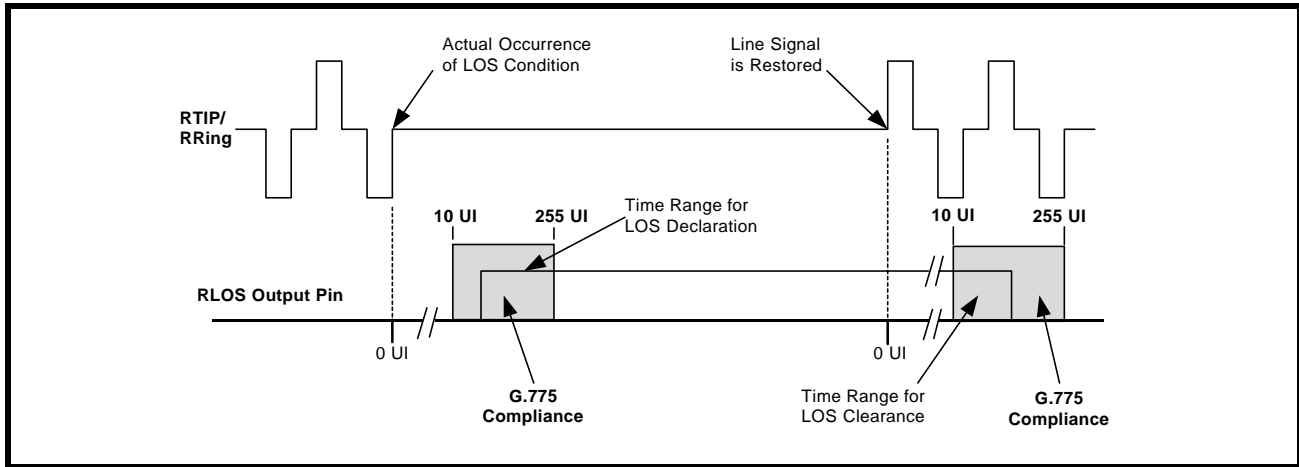 Actual Occurrence
of LOS Condition
Line Signal
is Restored
RTIP/
RRing
Time Range for
LOS Declaration
10 UI
255 UI
10 UI
255 UI
RLOS Output Pin
0 UI
0 UI
G.775
Compliance
Time Range for
LOS Clearance
G.775
Compliance